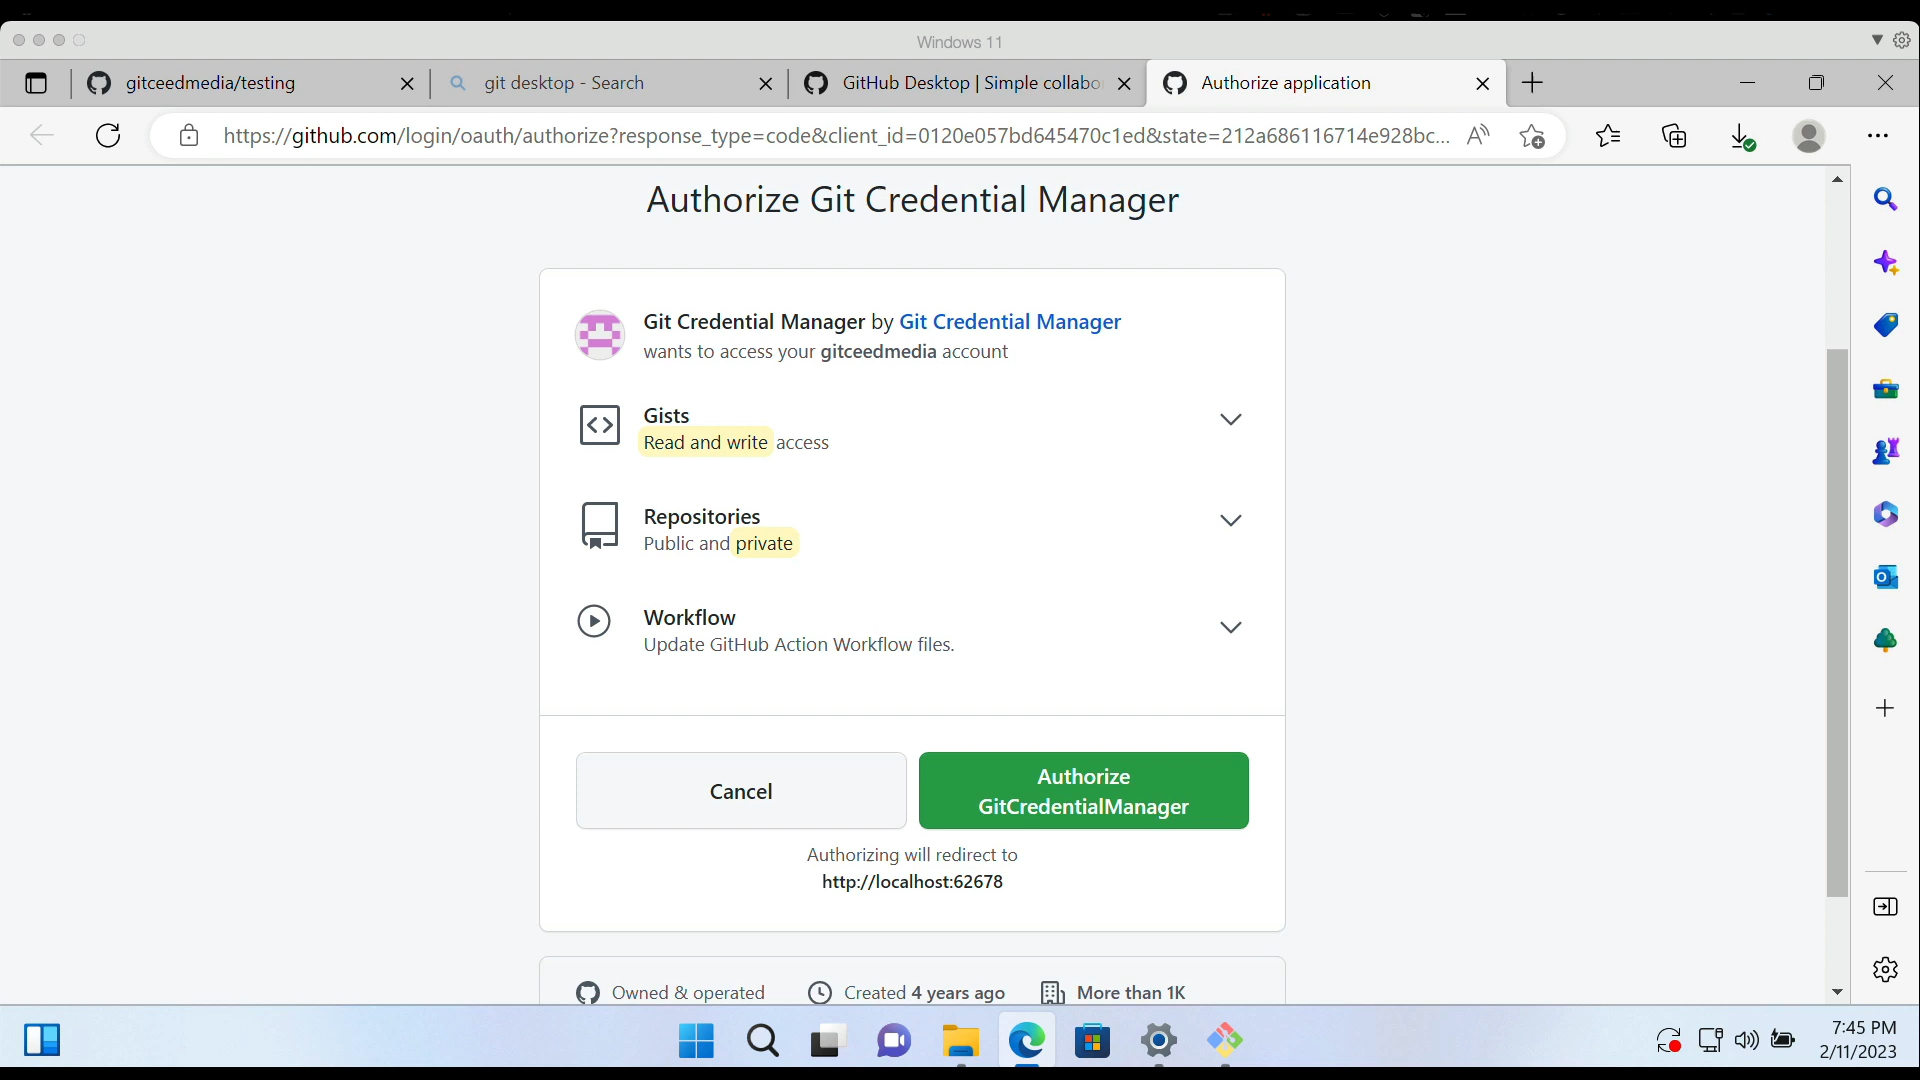 Windows 11
gitceedmedia/testing
git desktop - Search
GitHub Desktop | Simple collabo
Authorize application
https://github.com/login/oauth/authorize?response_type=code&client_id=0120e057bd645470c1ed&state=212a686116714e928bc...
Authorize Git Credential Manager
Git Credential Manager by Git Credential Manager
wants to access your gitceedmedia account
Gists
Read and write access
Repositories
Public and private
Workflow
Update GitHub Action Workflow files.
Cancel
Authorize
GitCredentialManager
Authorizing will redirect to
http://localhost:62678
Owned & operated
Created 4 years ago
More than 1K
7:45 PM
2/11/2023